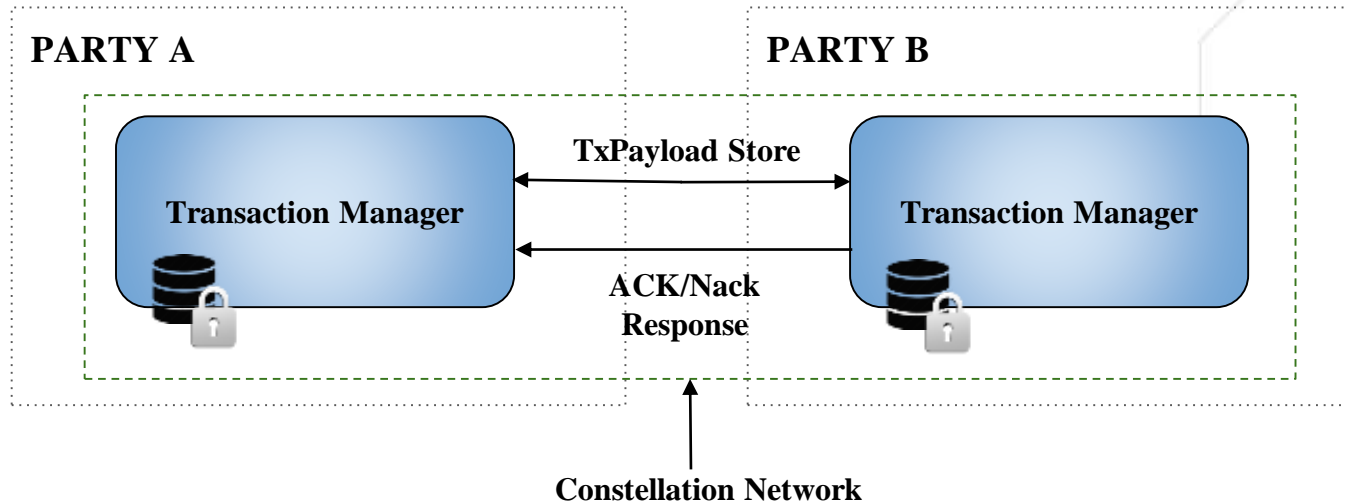 PARTY A
PARTY B
TxPayload Store
Transaction Manager
Transaction Manager
ACK/Nack
Response
Constellation Network